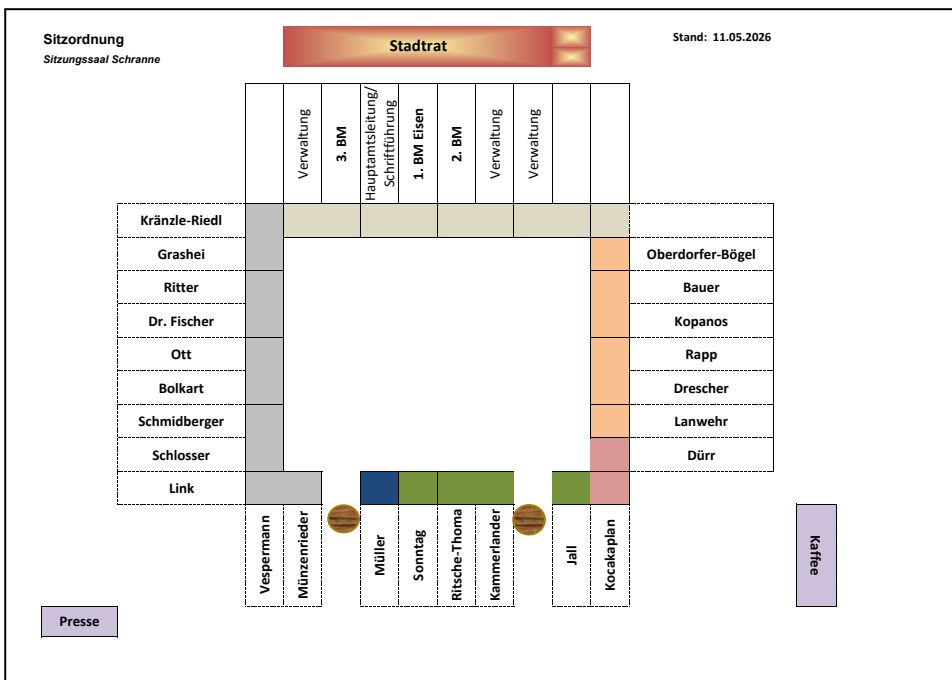 Sitzordnung
Sitzungssaal Schranne
Stadtrat
Stand: 11.05.2026
Verwaltung
3. BM
Hauptamtsleitung/
Schriftführung
1. BM Eisen
2. BM
Verwaltung
Verwaltung
Kränzle-Riedl
Grashei
Oberdorfer-Bögel
Ritter
Bauer
Dr. Fischer
Kopanos
Ott
Rapp
Bolkart
Drescher
Schmidberger
Lanwehr
Schlosser
Dürr
Link
Vespermann
Münzenrieder
Müller
Sonntag
Ritsche-Thoma
Kammerlander
Jall
Kocakaplan
Kaffee
Presse